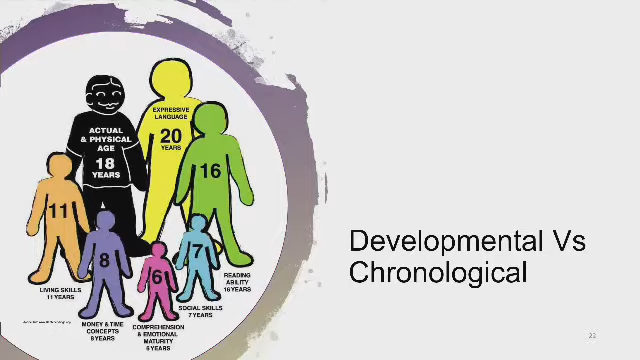 EXPRESSIVE
LANGUAGE
20
YEARS
ACTUAL
& PHYSICAL
AGE
18
YEARS
16
11
8
6
7
READING
ABILITY
16 YEARS
LIVING SKILLS
11 YEARS
SOCIAL SKILLS
7 YEARS
MONEY & TIME
CONCEPTS
8 YEARS
COMPREHENSION
& EMOTIONAL
MATURITY
6 YEARS
Developmental Vs
Chronological